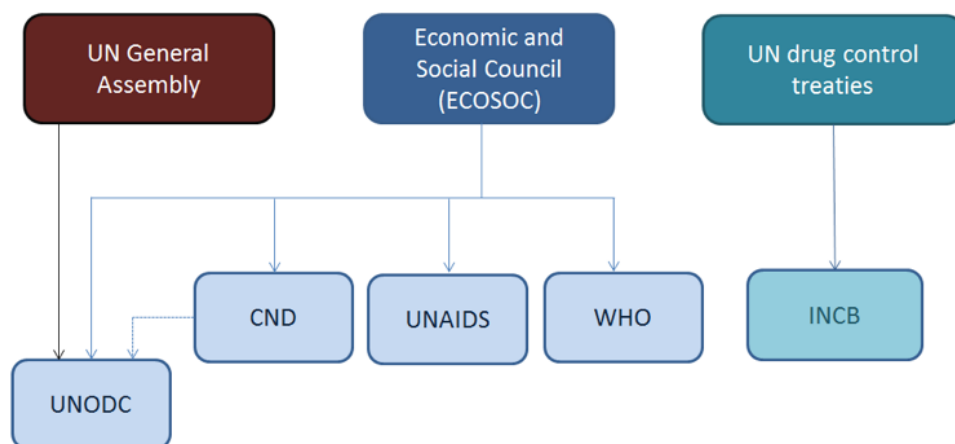 UN General
Assembly
Economic and
Social Council
(ECOSOC)
UN drug control
treaties
CND
UNAIDS
WHO
INCB
UNODC